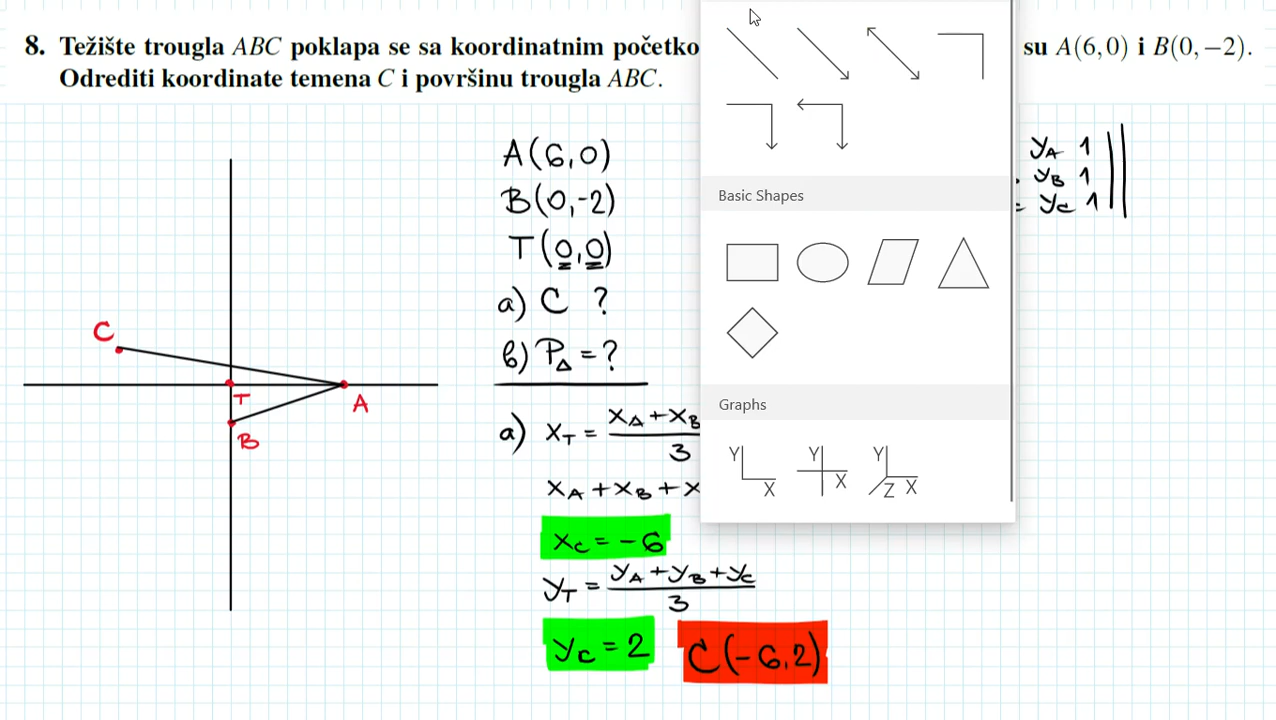 8. Težište trougla ABC poklapa se sa koordinatnim početko su A(6,0) i B(0,−2).
Odrediti koordinate temena C i površinu trougla ABC.
A(6,0)
B(0,-2)
T(0,0)
a) C ?
b) P△ = ?
a) xT = xA + xB / 3
xA + xB + x
xC = -6
yT = yA + yB + yC / 3
yC = 2
C(-6,2)
yA 1
yB 1
yC 1
C
T
A
B
Basic Shapes
Graphs
Y X
Y X
Y Z X